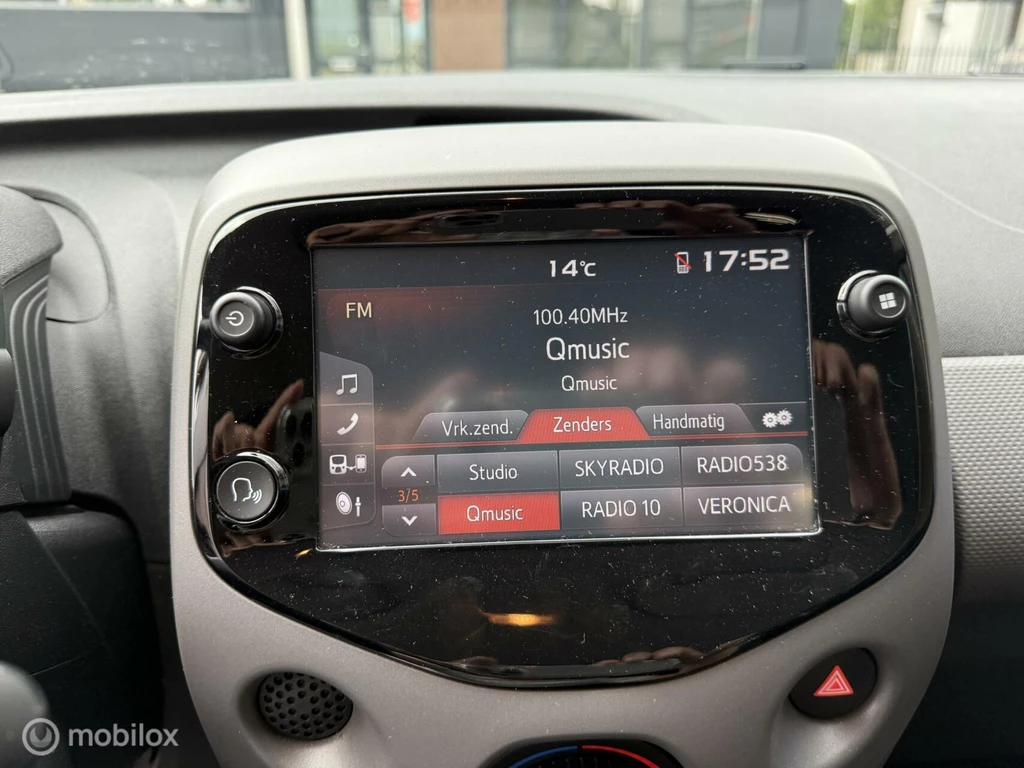 14°C 17:52
FM
100.40MHz
Qmusic
Qmusic
Vrk.zend. Zenders Handmatig
3/5 Studio SKYRADIO RADIO538
Qmusic RADIO 10 VERONICA
m mobilox